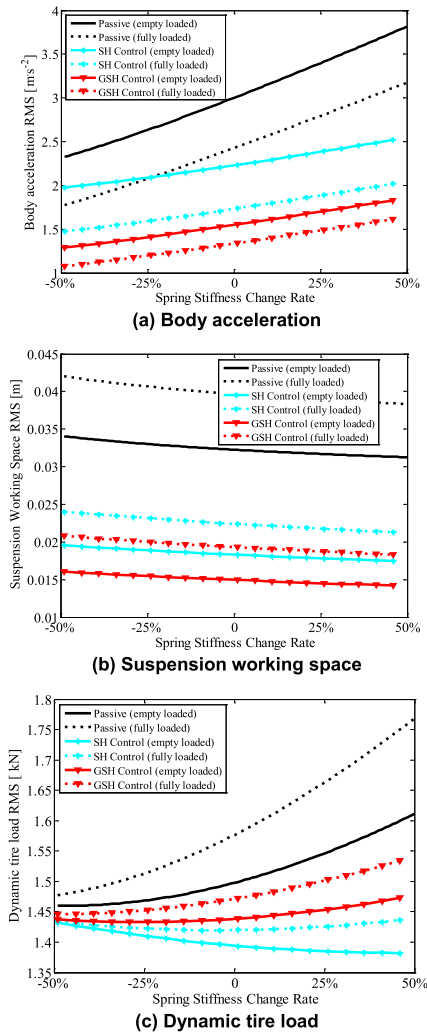 4
3.5
3
2.5
2
1.5
1
Body acceleration RMS [ ms-2]
Passive (empty loaded)
Passive (fully loaded)
SH Control (empty loaded)
SH Control (fully loaded)
GSH Control (empty loaded)
GSH Control (fully loaded)
-50%
-25%
0
25%
50%
Spring Stiffness Change Rate
(a) Body acceleration
0.045
0.04
0.035
0.03
0.025
0.02
0.015
0.01
Suspension Working Space RMS [m]
Passive (empty loaded)
Passive (fully loaded)
SH Control (empty loaded)
SH Control (fully loaded)
GSH Control (empty loaded)
GSH Control (fully loaded)
-50%
-25%
0
25%
50%
Spring Stiffness Change Rate
(b) Suspension working space
1.8
1.75
1.7
1.65
1.6
1.55
1.5
1.45
1.4
1.35
Dynamic tire load RMS [ kN]
Passive (empty loaded)
Passive (fully loaded)
SH Control (empty loaded)
SH Control (fully loaded)
GSH Control (empty loaded)
GSH Control (fully loaded)
-50%
-25%
0
25%
50%
Spring Stiffness Change Rate
(c) Dynamic tire load